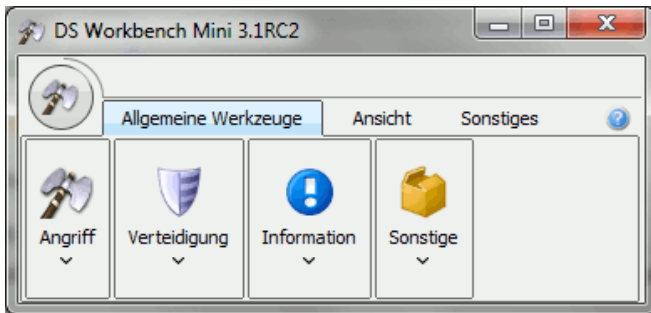 DS Workbench Mini 3.1RC2
Allgemeine Werkzeuge Ansicht Sonstiges
Angriff Verteidigung Information Sonstige